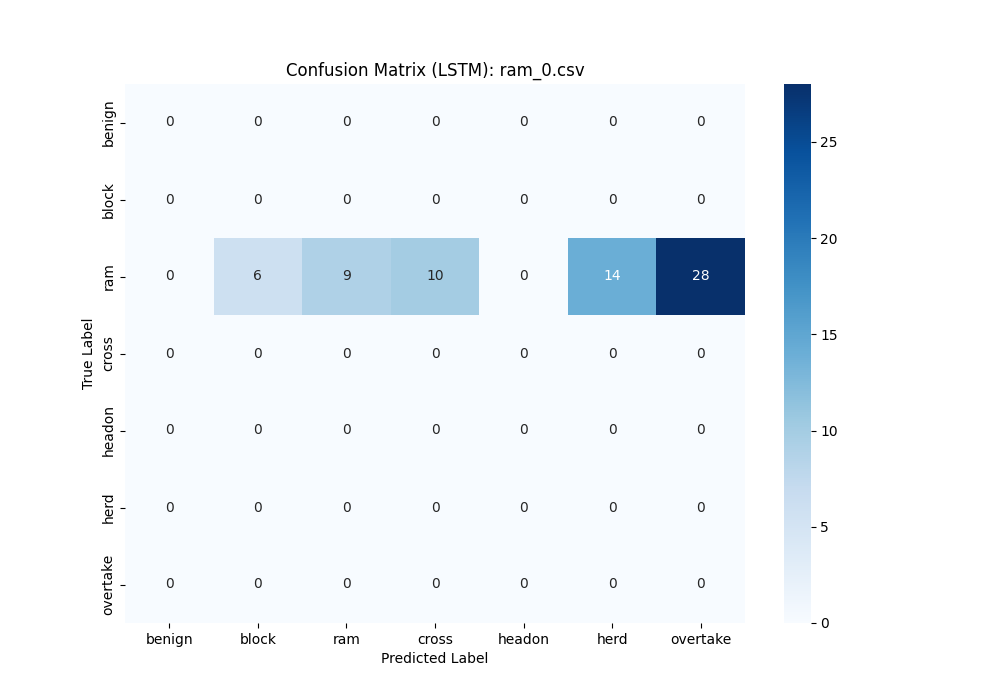 Confusion Matrix (LSTM): ram_0.csv
True Label
benign 0 0 0 0 0 0 0
block 0 0 0 0 0 0 0
ram 0 6 9 10 0 14 28
cross 0 0 0 0 0 0 0
headon 0 0 0 0 0 0 0
herd 0 0 0 0 0 0 0
overtake 0 0 0 0 0 0 0
benign block ram cross headon herd overtake
Predicted Label
25
20
15
10
5
0